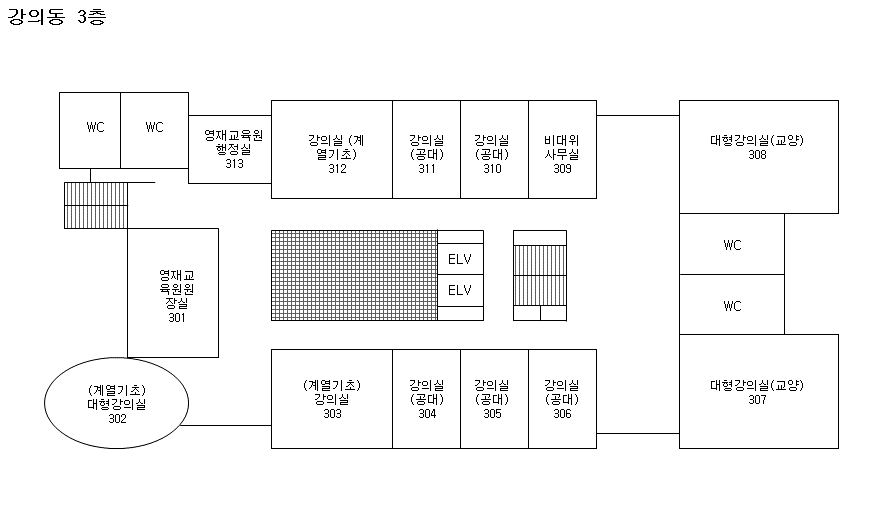 강의동 3층
WC
WC
영재교육원
행정실
313
강의실 (계
열기초)
312
강의실
(공대)
311
강의실
(공대)
310
비대위
사무실
309
대형강의실(교양)
308
영재교
육원원
장실
301
ELV
ELV
WC
WC
(계열기초)
대형강의실
302
(계열기초)
강의실
303
강의실
(공대)
304
강의실
(공대)
305
강의실
(공대)
306
대형강의실(교양)
307